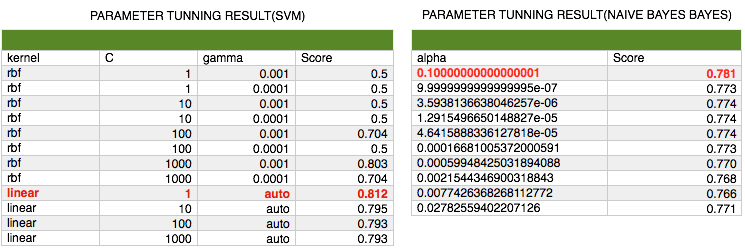 PARAMETER TUNNING RESULT(SVM)
kernel C gamma Score
rbf 1 0.001 0.5
rbf 1 0.0001 0.5
rbf 10 0.001 0.5
rbf 10 0.0001 0.5
rbf 100 0.001 0.704
rbf 100 0.0001 0.5
rbf 1000 0.001 0.803
rbf 1000 0.0001 0.704
linear 1 auto 0.812
linear 10 auto 0.795
linear 100 auto 0.793
linear 1000 auto 0.793
PARAMETER TUNNING RESULT(NAIVE BAYES BAYES)
alpha Score
0.10000000000000001 0.781
9.9999999999999995e-07 0.773
3.5938136638046257e-06 0.774
1.2915496650148827e-05 0.774
4.6415888336127818e-05 0.774
0.00016681005372000591 0.773
0.00059948425031894088 0.770
0.0021544346900318843 0.768
0.0077426368268112772 0.766
0.02782559402207126 0.771